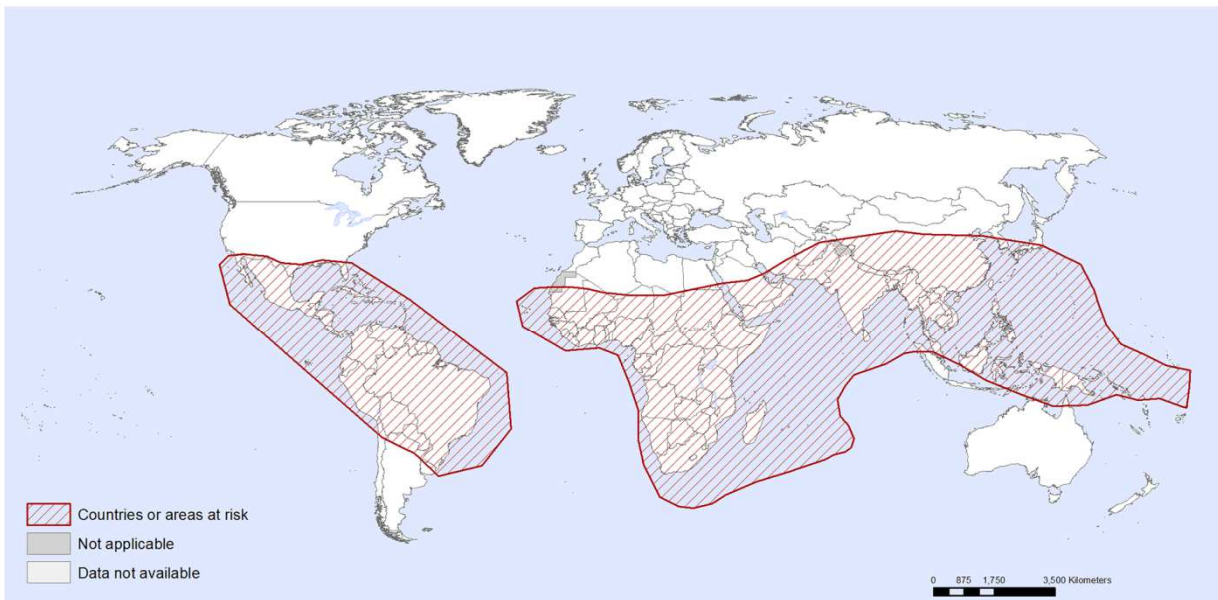 Countries or areas at risk
Not applicable
Data not available
0 875 1,750 3,500 Kilometers